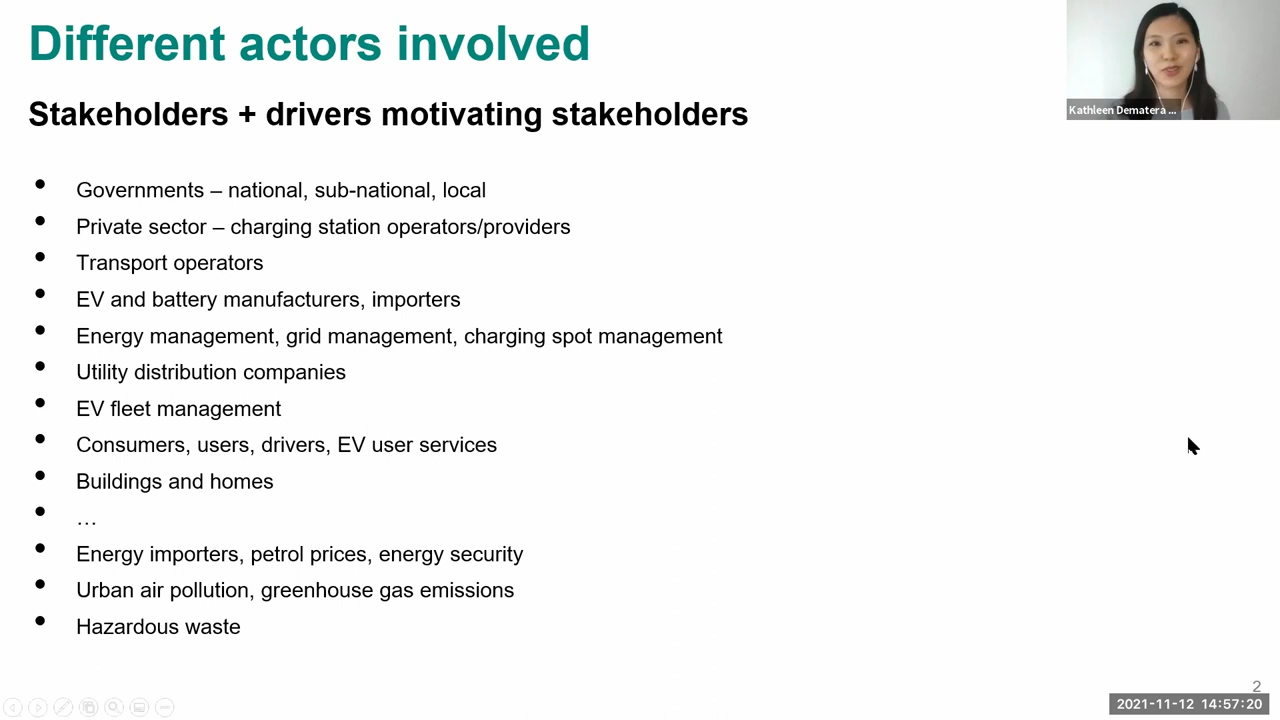 Different actors involved
Kathleen Dematera ...
Stakeholders + drivers motivating stakeholders
• Governments – national, sub-national, local
• Private sector – charging station operators/providers
• Transport operators
• EV and battery manufacturers, importers
• Energy management, grid management, charging spot management
• Utility distribution companies
• EV fleet management
• Consumers, users, drivers, EV user services
• Buildings and homes
• …
• Energy importers, petrol prices, energy security
• Urban air pollution, greenhouse gas emissions
• Hazardous waste
2
2021-11-12 14:57:20